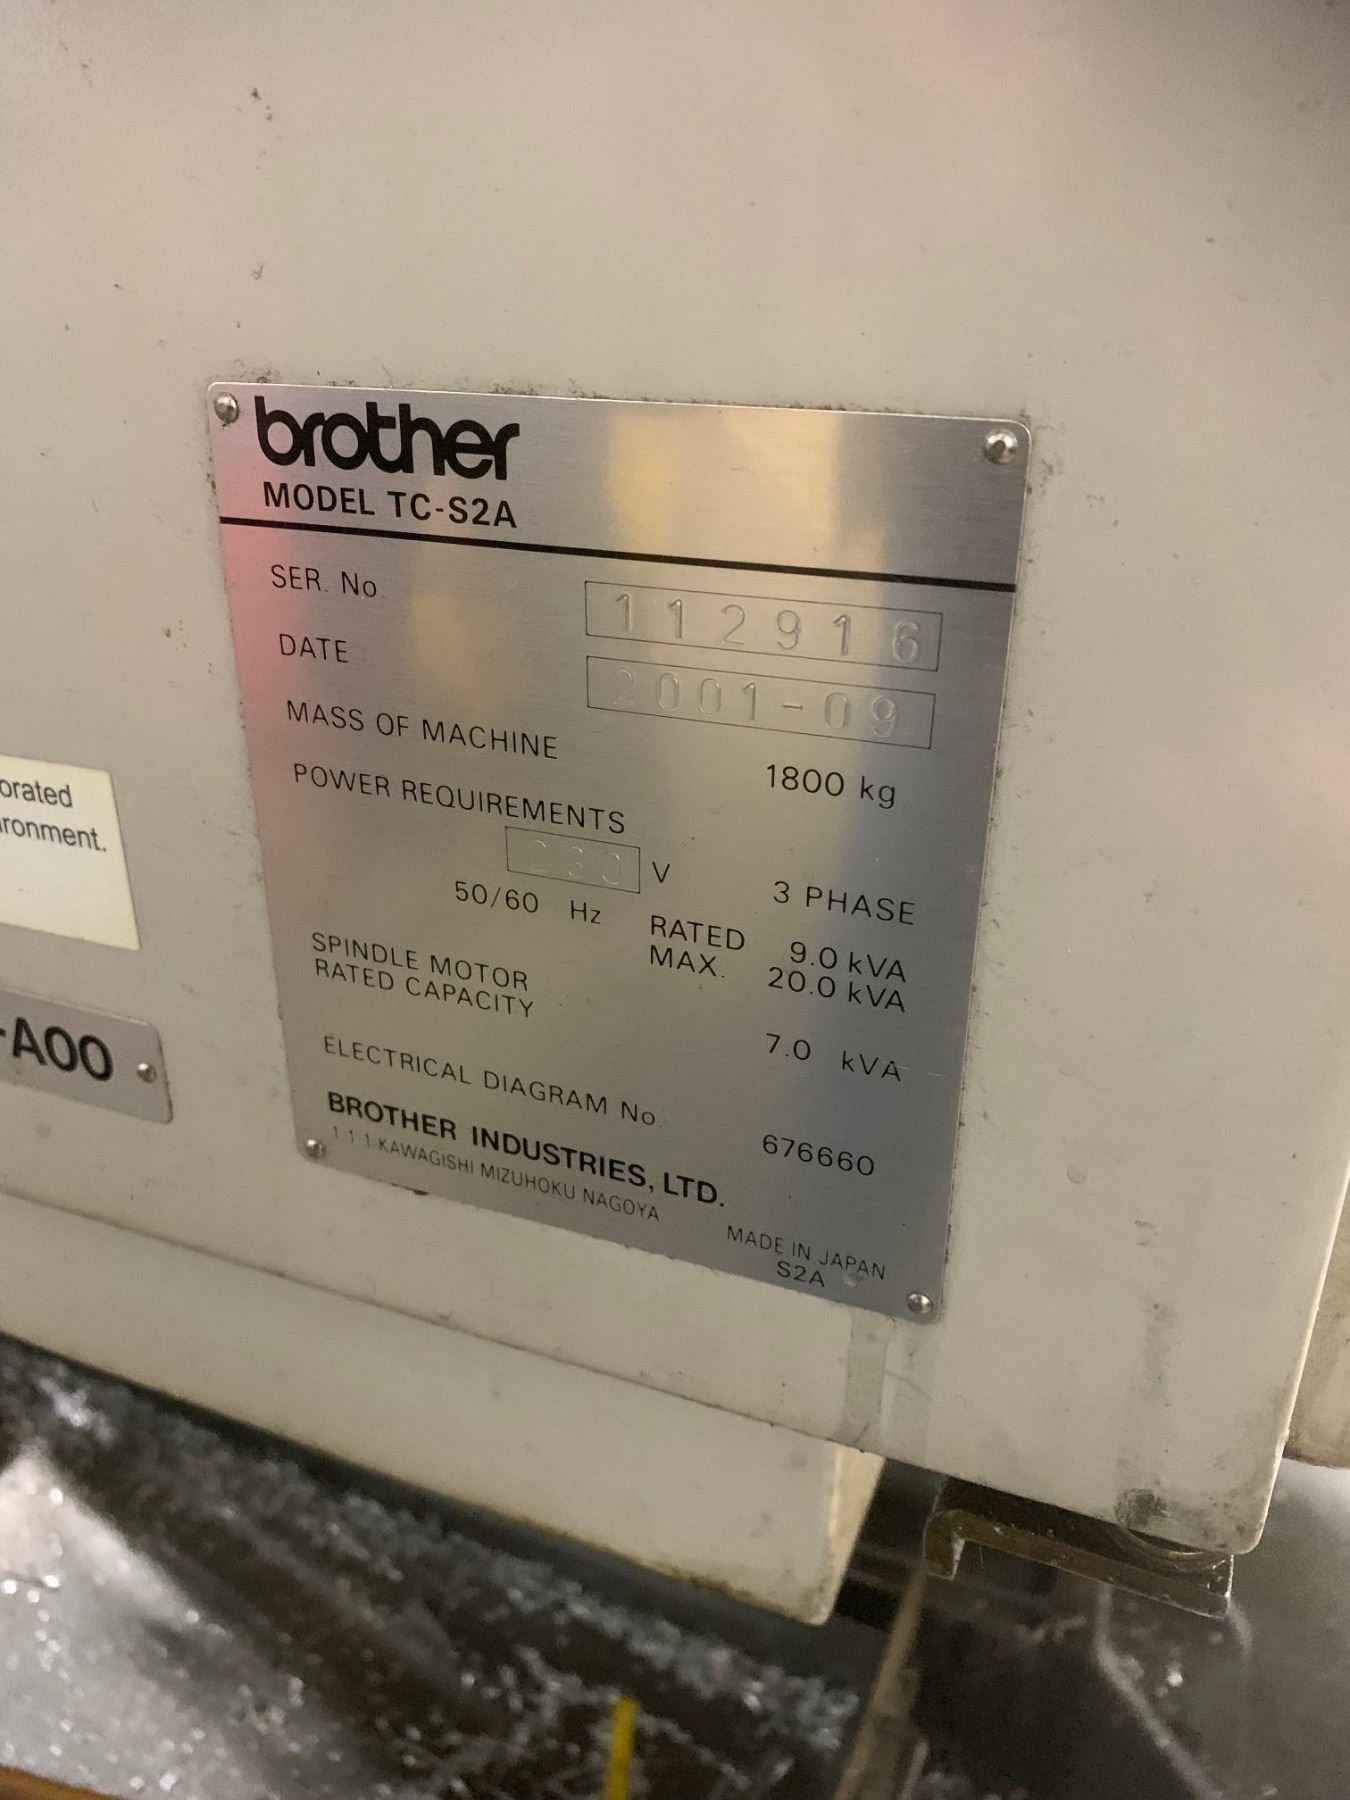 brother
MODEL TC-S2A
SER. No. 112916
DATE 2001-09
MASS OF MACHINE 1800 kg
POWER REQUIREMENTS
230 V 3 PHASE
50/60 Hz RATED 9.0 kVA
MAX. 20.0 kVA
SPINDLE MOTOR
RATED CAPACITY 7.0 kVA
ELECTRICAL DIAGRAM No. 676660
BROTHER INDUSTRIES, LTD.
1 1 1 KAWAGISHI MIZUHOKU NAGOYA
MADE IN JAPAN
S2A
orated
ironment.
-A00